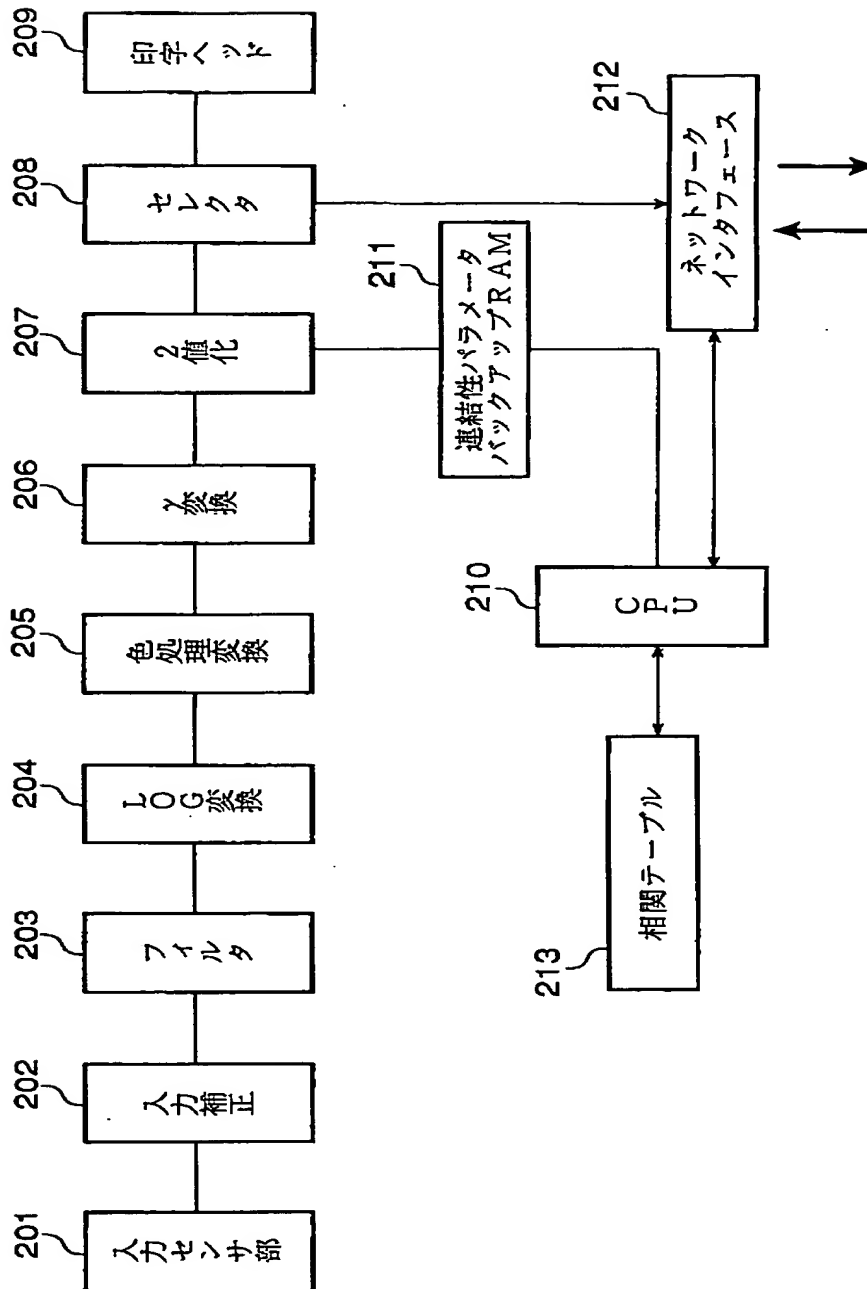 201
入力センサ部
202
入力補正
203
フィルタ
204
LOG変換
205
色処理変換
206
γ変換
207
2値化
208
セレクタ
209
印字ヘッド
210
CPU
211
連結性パラメータ
バックアップRAM
212
ネットワーク
インタフェース
213
相関テーブル